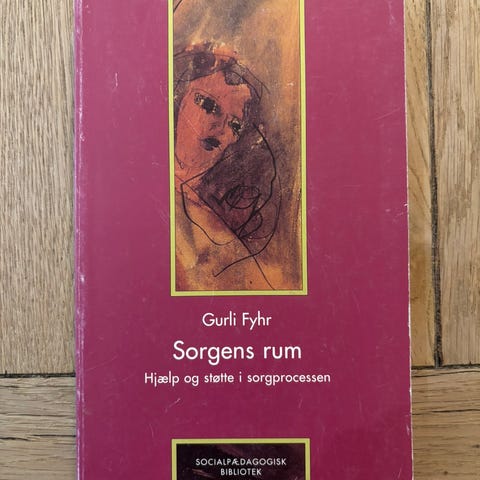 Gurli Fyhr
Sorgens rum
Hjælp og støtte i sorgprocessen
SOCIALPÆDAGOGISK
BIBLIOTEK